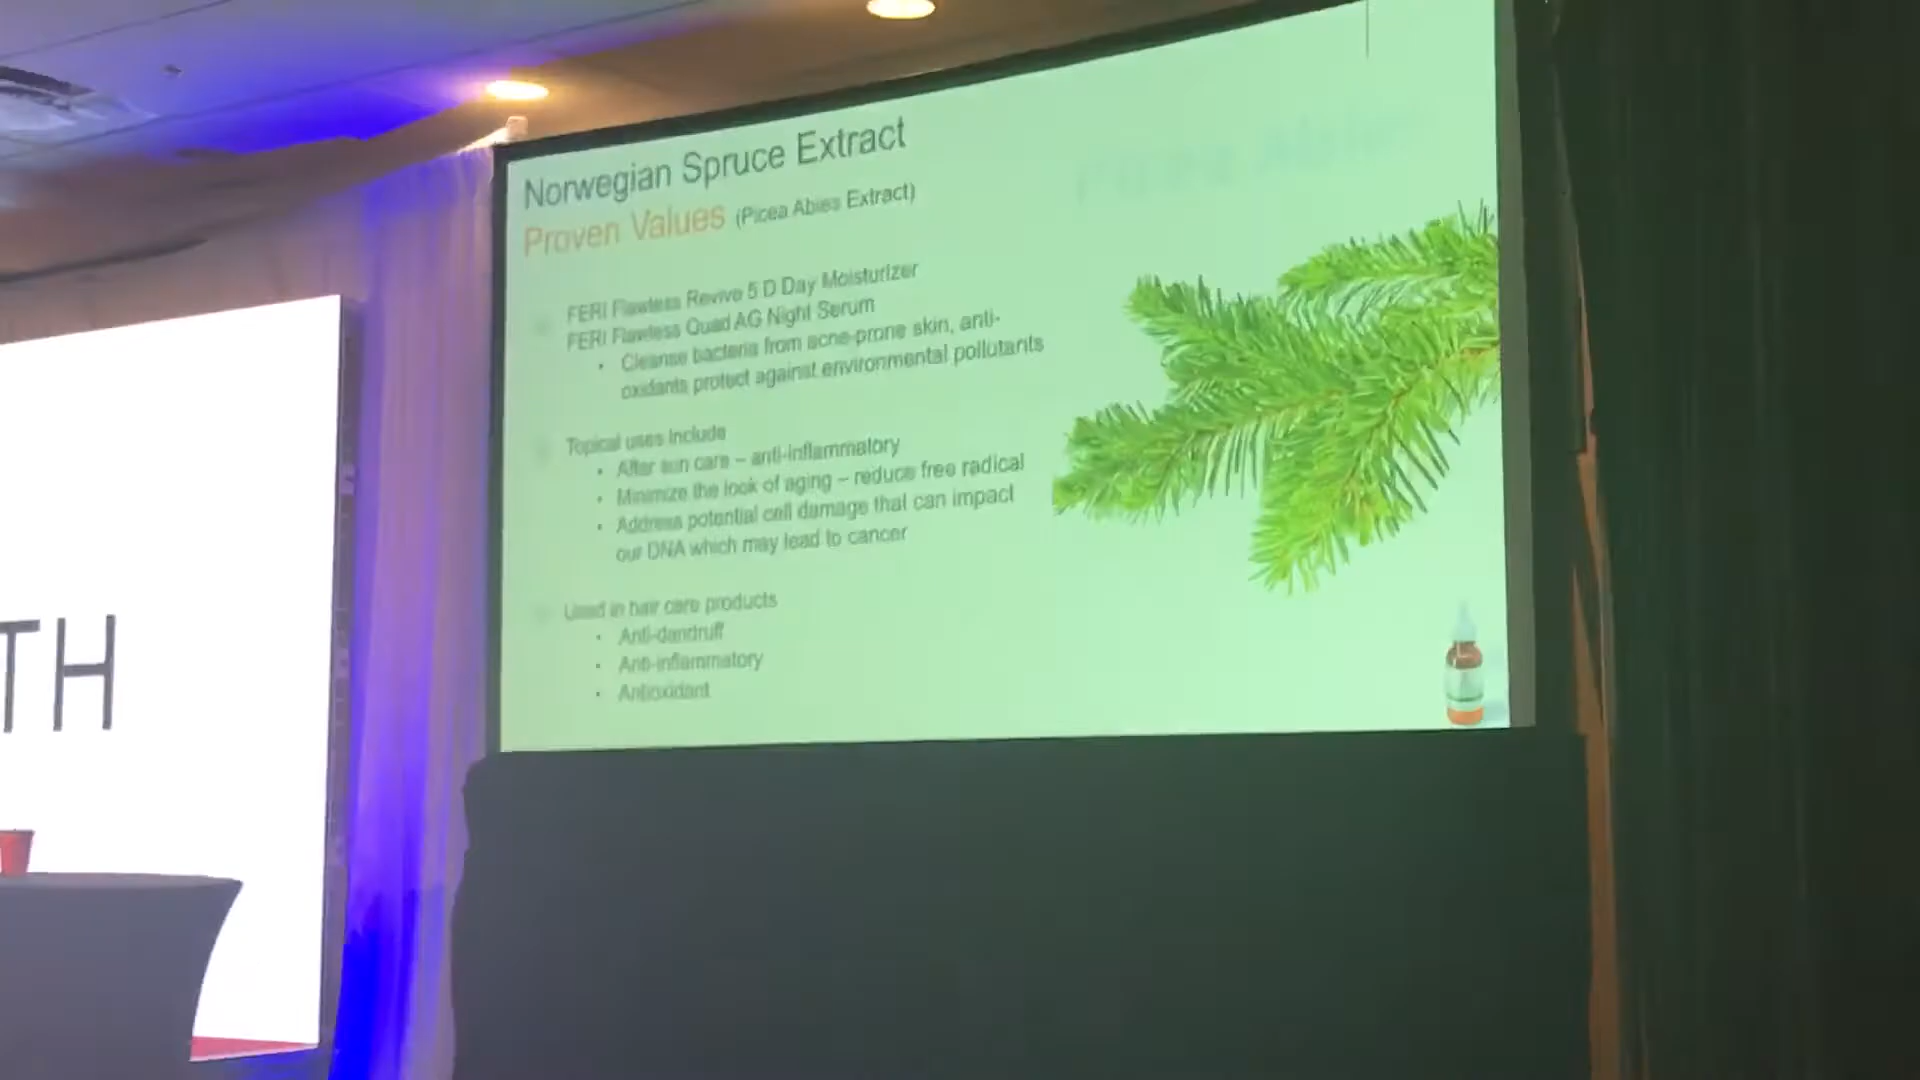 Norwegian Spruce Extract
Proven Values (Picea Abies Extract)
FERI Flawless Revive 5 D Day Moisturizer
FERI Flawless Quad AG Night Serum
• Cleanse bacteria from acne-prone skin, anti-
oxidants protect against environmental pollutants
Topical uses include
• After sun care – anti-inflammatory
• Minimize the look of aging – reduce free radical
• Address potential cell damage that can impact
our DNA which may lead to cancer
Used in hair care products
• Anti-dandruff
• Anti-inflammatory
• Antioxidant
Picea Abies
TH